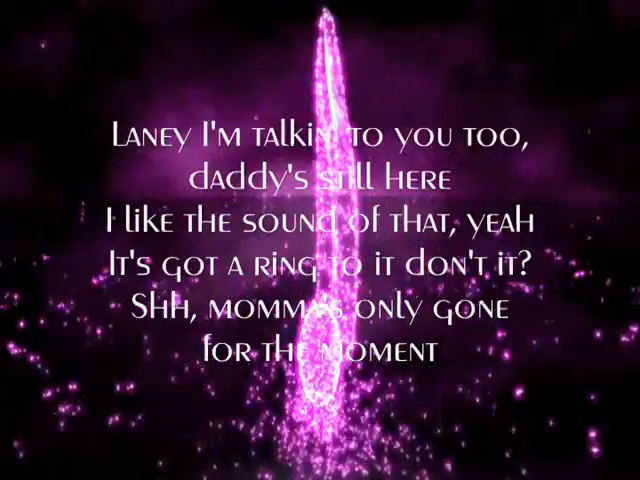 Laney I'm talkin' to you too,
daddy's still here
I like the sound of that, yeah
It's got a ring to it don't it?
Shh, momma's only gone
for the moment